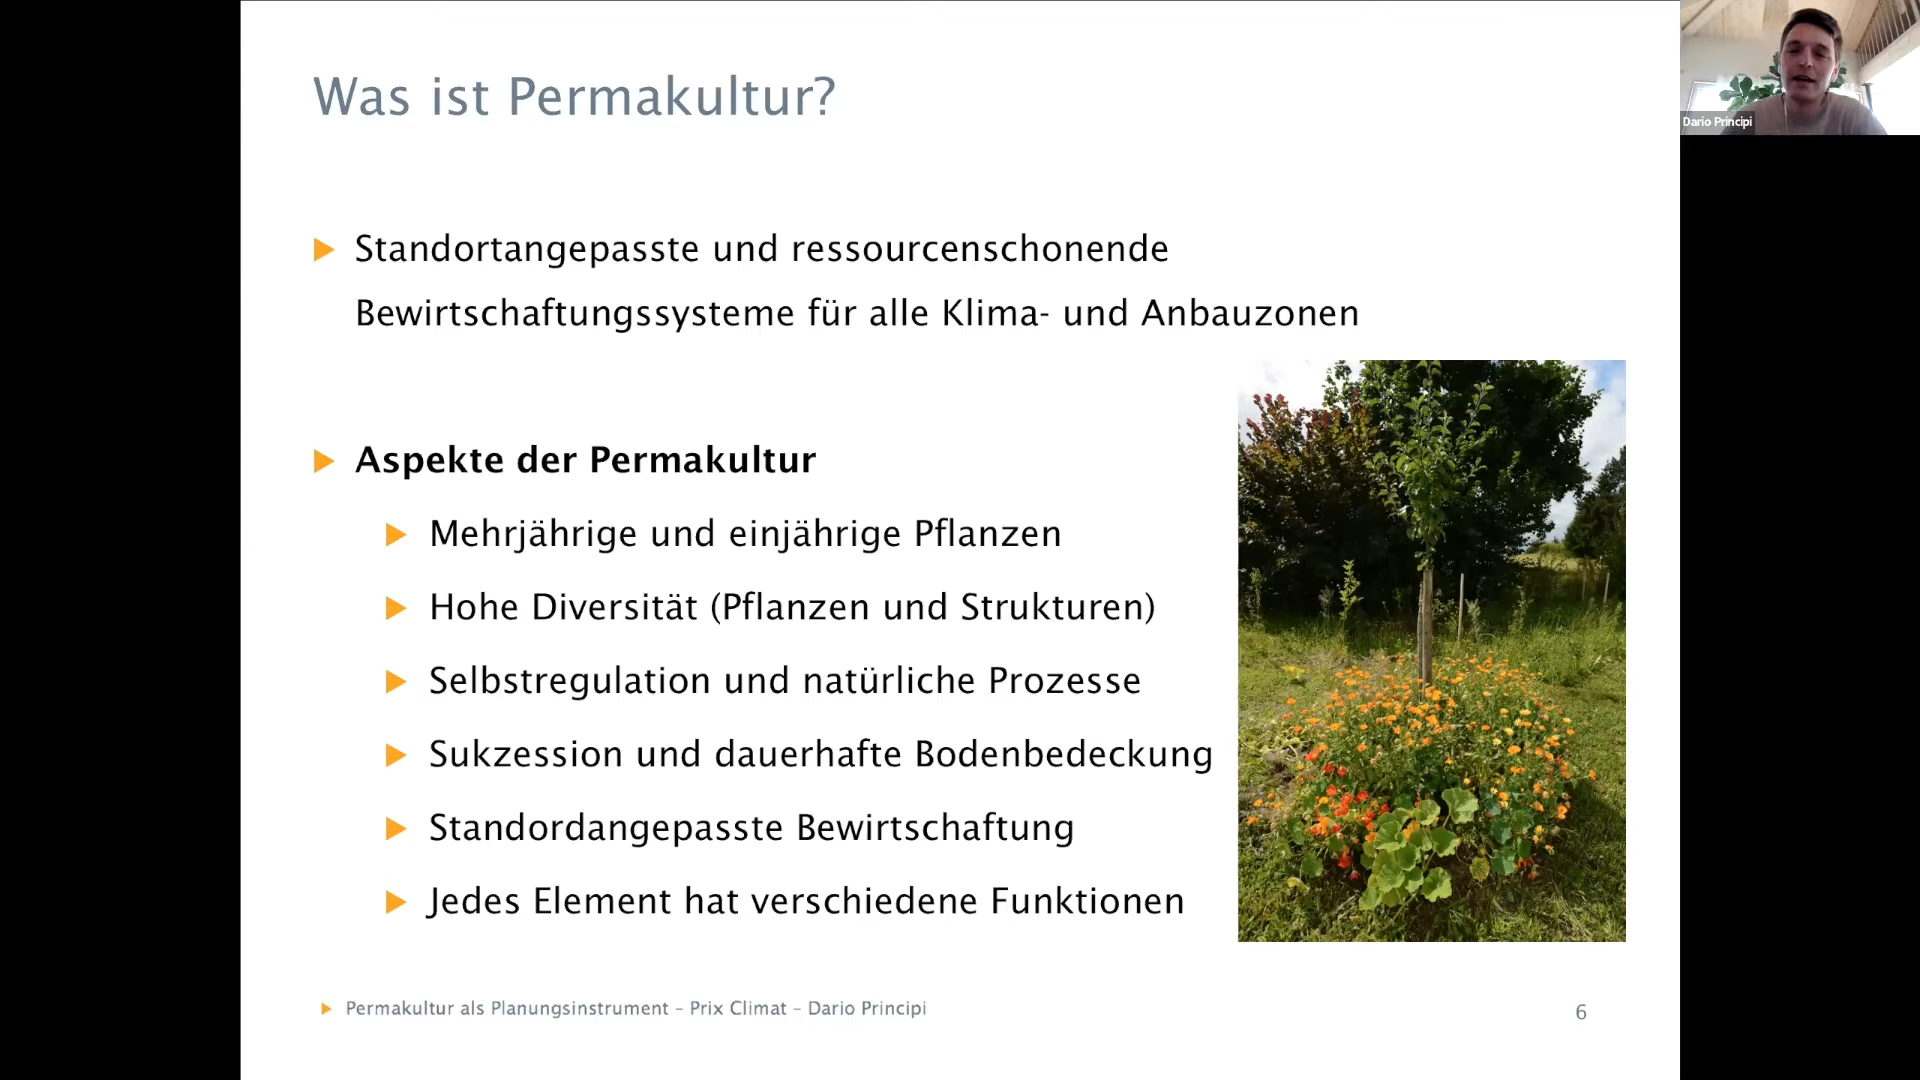 Was ist Permakultur?
Dario Principi
Standortangepasste und ressourcenschonende
Bewirtschaftungssysteme für alle Klima- und Anbauzonen
Aspekte der Permakultur
Mehrjährige und einjährige Pflanzen
Hohe Diversität (Pflanzen und Strukturen)
Selbstregulation und natürliche Prozesse
Sukzession und dauerhafte Bodenbedeckung
Standordangepasste Bewirtschaftung
Jedes Element hat verschiedene Funktionen
Permakultur als Planungsinstrument – Prix Climat – Dario Principi
6